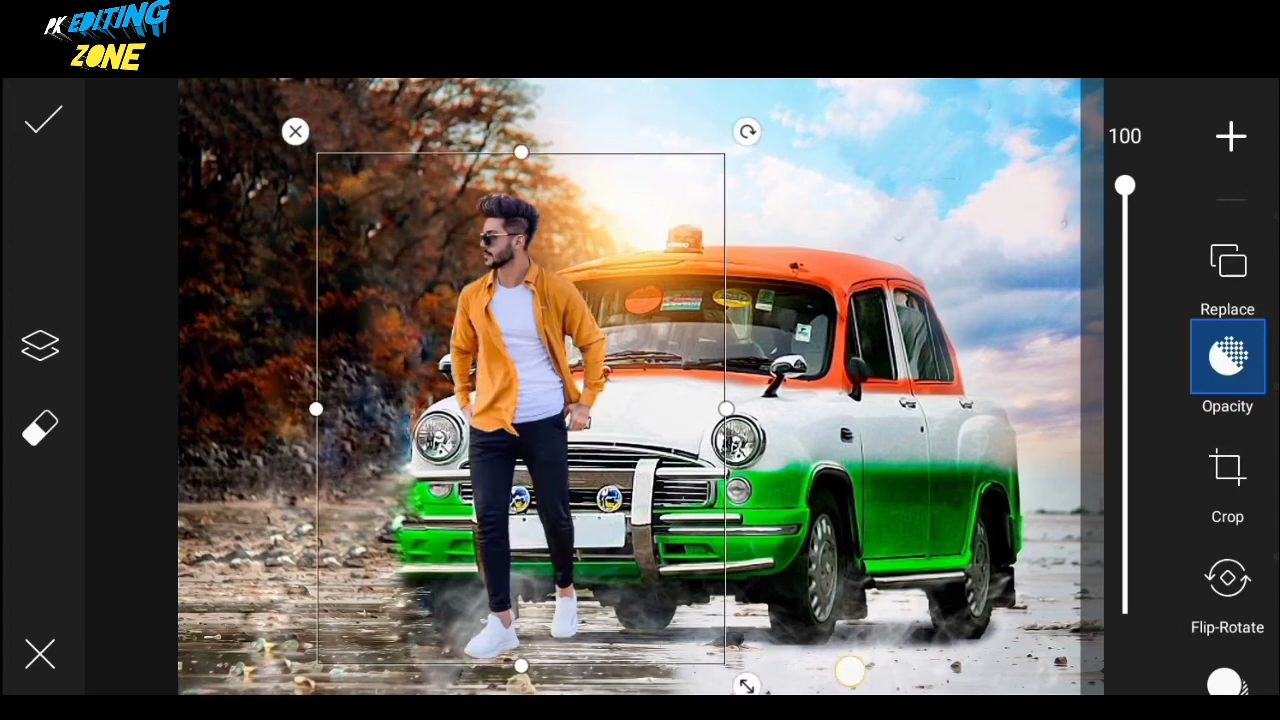 PK EDITING
ZONE
100
Replace
Opacity
Crop
Flip-Rotate